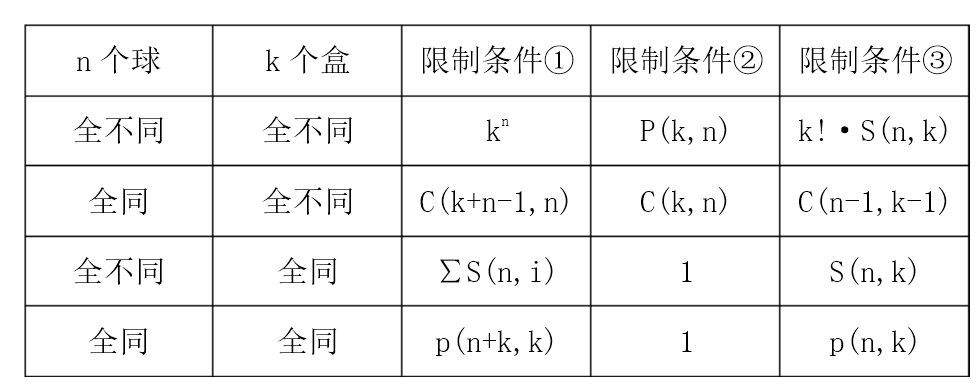 n 个球 k 个盒 限制条件① 限制条件② 限制条件③
全不同 全不同 kⁿ P(k,n) k!·S(n,k)
全同 全不同 C(k+n-1,n) C(k,n) C(n-1,k-1)
全不同 全同 ∑S(n,i) 1 S(n,k)
全同 全同 p(n+k,k) 1 p(n,k)